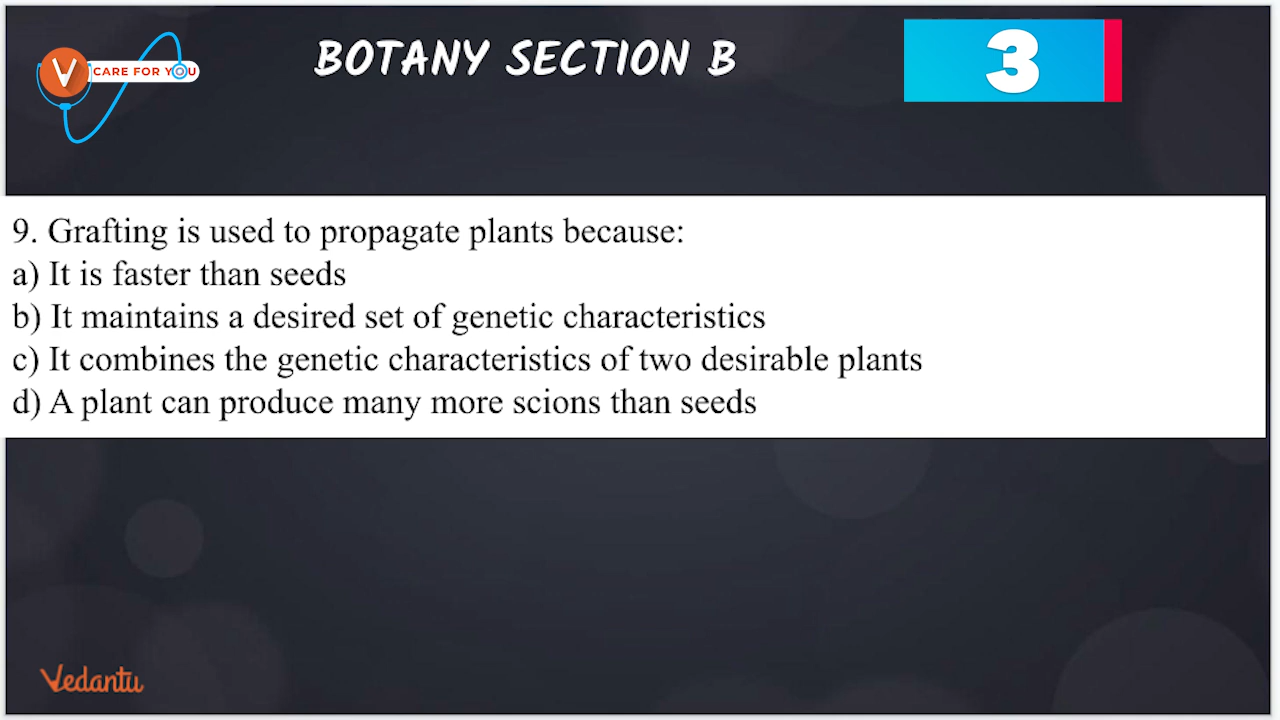 V CARE FOR YOU
BOTANY SECTION B
3
9. Grafting is used to propagate plants because:
a) It is faster than seeds
b) It maintains a desired set of genetic characteristics
c) It combines the genetic characteristics of two desirable plants
d) A plant can produce many more scions than seeds
Vedantu